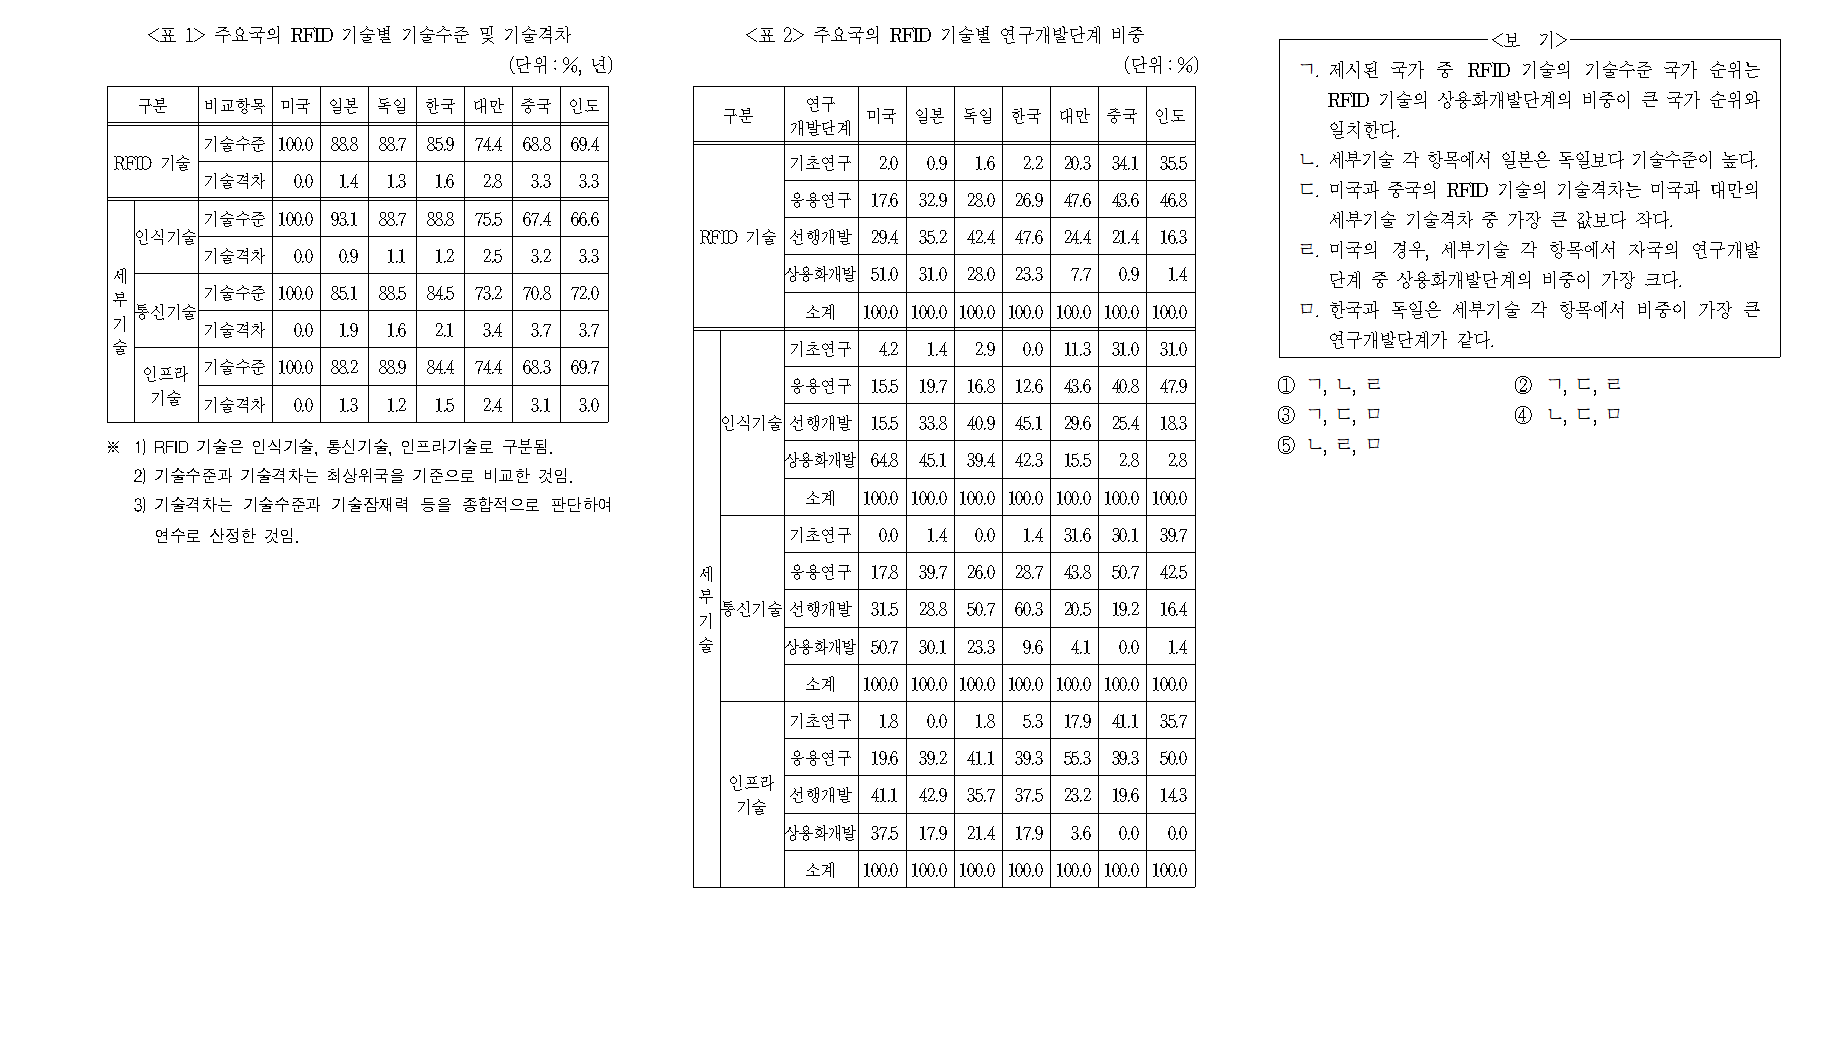 <표 1> 주요국의 RFID 기술별 기술수준 및 기술격차
(단위 : %, 년)
구분 비교항목 미국 일본 독일 한국 대만 중국 인도
RFID 기술 기술수준 100.0 88.8 88.7 85.9 74.4 68.8 69.4
기술격차 0.0 1.4 1.3 1.6 2.8 3.3 3.3
세부기술 인식기술 기술수준 100.0 93.1 88.7 88.8 75.5 67.4 66.6
기술격차 0.0 0.9 1.1 1.2 2.5 3.2 3.3
통신기술 기술수준 100.0 85.1 88.5 84.5 73.2 70.8 72.0
기술격차 0.0 1.9 1.6 2.1 3.4 3.7 3.7
인프라 기술 기술수준 100.0 88.2 88.9 84.4 74.4 68.3 69.7
기술격차 0.0 1.3 1.2 1.5 2.4 3.1 3.0
※ 1) RFID 기술은 인식기술, 통신기술, 인프라기술로 구분됨.
2) 기술수준과 기술격차는 최상위국을 기준으로 비교한 것임.
3) 기술격차는 기술수준과 기술잠재력 등을 종합적으로 판단하여
연수로 산정한 것임.
<표 2> 주요국의 RFID 기술별 연구개발단계 비중
(단위 : %)
구분 연구 개발단계 미국 일본 독일 한국 대만 중국 인도
RFID 기술 기초연구 2.0 0.9 1.6 2.2 20.3 34.1 35.5
응용연구 17.6 32.9 28.0 26.9 47.6 43.6 46.8
선행개발 29.4 35.2 42.4 47.6 24.4 21.4 16.3
상용화개발 51.0 31.0 28.0 23.3 7.7 0.9 1.4
소계 100.0 100.0 100.0 100.0 100.0 100.0 100.0
세부기술 인식기술 기초연구 4.2 1.4 2.9 0.0 11.3 31.0 31.0
응용연구 15.5 19.7 16.8 12.6 43.6 40.8 47.9
선행개발 15.5 33.8 40.9 45.1 29.6 25.4 18.3
상용화개발 64.8 45.1 39.4 42.3 15.5 2.8 2.8
소계 100.0 100.0 100.0 100.0 100.0 100.0 100.0
통신기술 기초연구 0.0 1.4 0.0 1.4 31.6 30.1 39.7
응용연구 17.8 39.7 26.0 28.7 43.8 50.7 42.5
선행개발 31.5 28.8 50.7 60.3 20.5 19.2 16.4
상용화개발 50.7 30.1 23.3 9.6 4.1 0.0 1.4
소계 100.0 100.0 100.0 100.0 100.0 100.0 100.0
인프라 기술 기초연구 1.8 0.0 1.8 5.3 17.9 41.1 35.7
응용연구 19.6 39.2 41.1 39.3 55.3 39.3 50.0
선행개발 41.1 42.9 35.7 37.5 23.2 19.6 14.3
상용화개발 37.5 17.9 21.4 17.9 3.6 0.0 0.0
소계 100.0 100.0 100.0 100.0 100.0 100.0 100.0
<보 기>
ㄱ. 제시된 국가 중 RFID 기술의 기술수준 국가 순위는
RFID 기술의 상용화개발단계의 비중이 큰 국가 순위와
일치한다.
ㄴ. 세부기술 각 항목에서 일본은 독일보다 기술수준이 높다.
ㄷ. 미국과 중국의 RFID 기술의 기술격차는 미국과 대만의
세부기술 기술격차 중 가장 큰 값보다 작다.
ㄹ. 미국의 경우, 세부기술 각 항목에서 자국의 연구개발
단계 중 상용화개발단계의 비중이 가장 크다.
ㅁ. 한국과 독일은 세부기술 각 항목에서 비중이 가장 큰
연구개발단계가 같다.
① ㄱ, ㄴ, ㄹ ② ㄱ, ㄷ, ㄹ
③ ㄱ, ㄷ, ㅁ ④ ㄴ, ㄷ, ㅁ
⑤ ㄴ, ㄹ, ㅁ